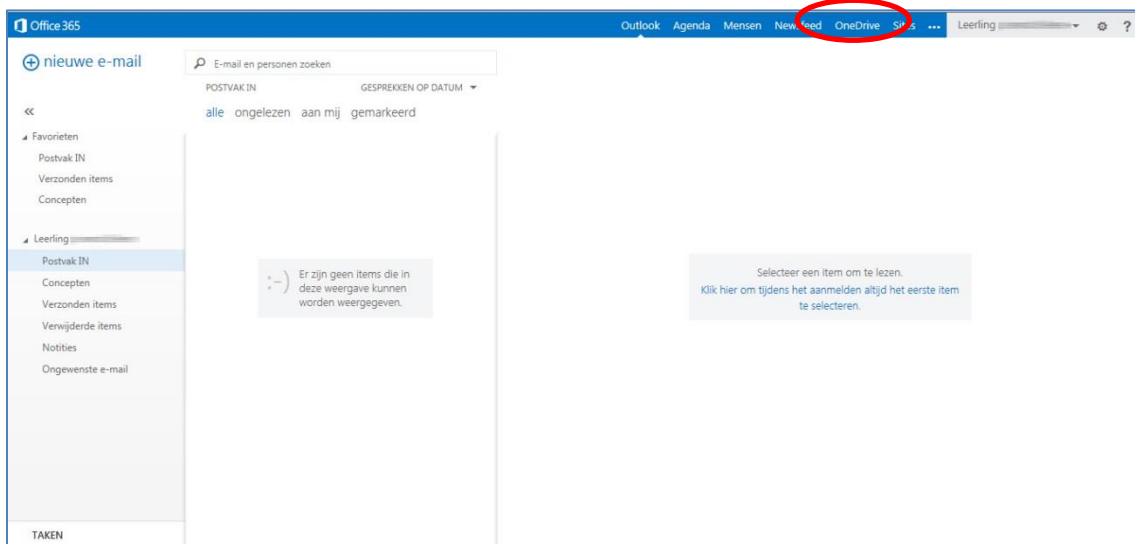 Office 365
Outlook Agenda Mensen Newsfeed OneDrive Sites ... Leerling ?
nieuwe e-mail
E-mail en personen zoeken
POSTVAK IN GESPREKKEN OP DATUM
alle ongelezen aan mij gemarkeerd
Favorieten
Postvak IN
Verzonden items
Concepten
Leerling
Postvak IN
Concepten
Verzonden items
Verwijderde items
Notities
Ongewenste e-mail
:-)
Er zijn geen items die in
deze weergave kunnen
worden weergegeven.
Selecteer een item om te lezen.
Klik hier om tijdens het aanmelden altijd het eerste item
te selecteren.
TAKEN